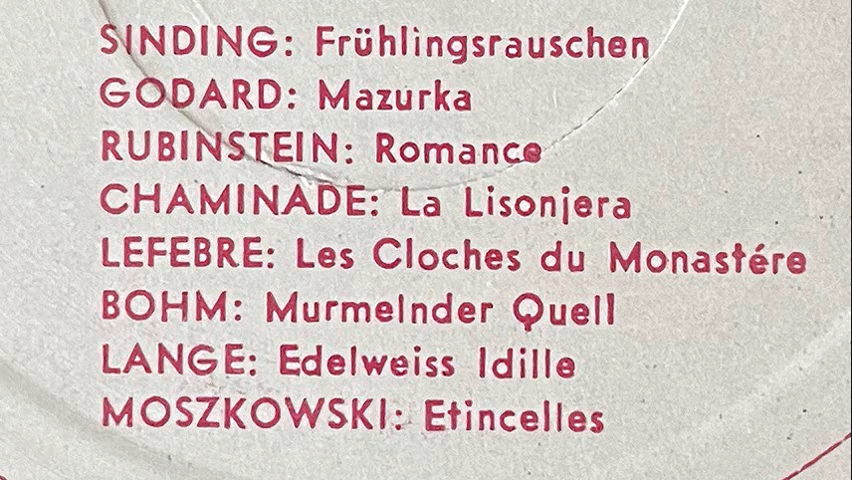 SINDING: Frühlingsrauschen
GODARD: Mazurka
RUBINSTEIN: Romance
CHAMINADE: La Lisonjera
LEFEBRE: Les Cloches du Monastére
BOHM: Murmelnder Quell
LANGE: Edelweiss Idille
MOSZKOWSKI: Etincelles